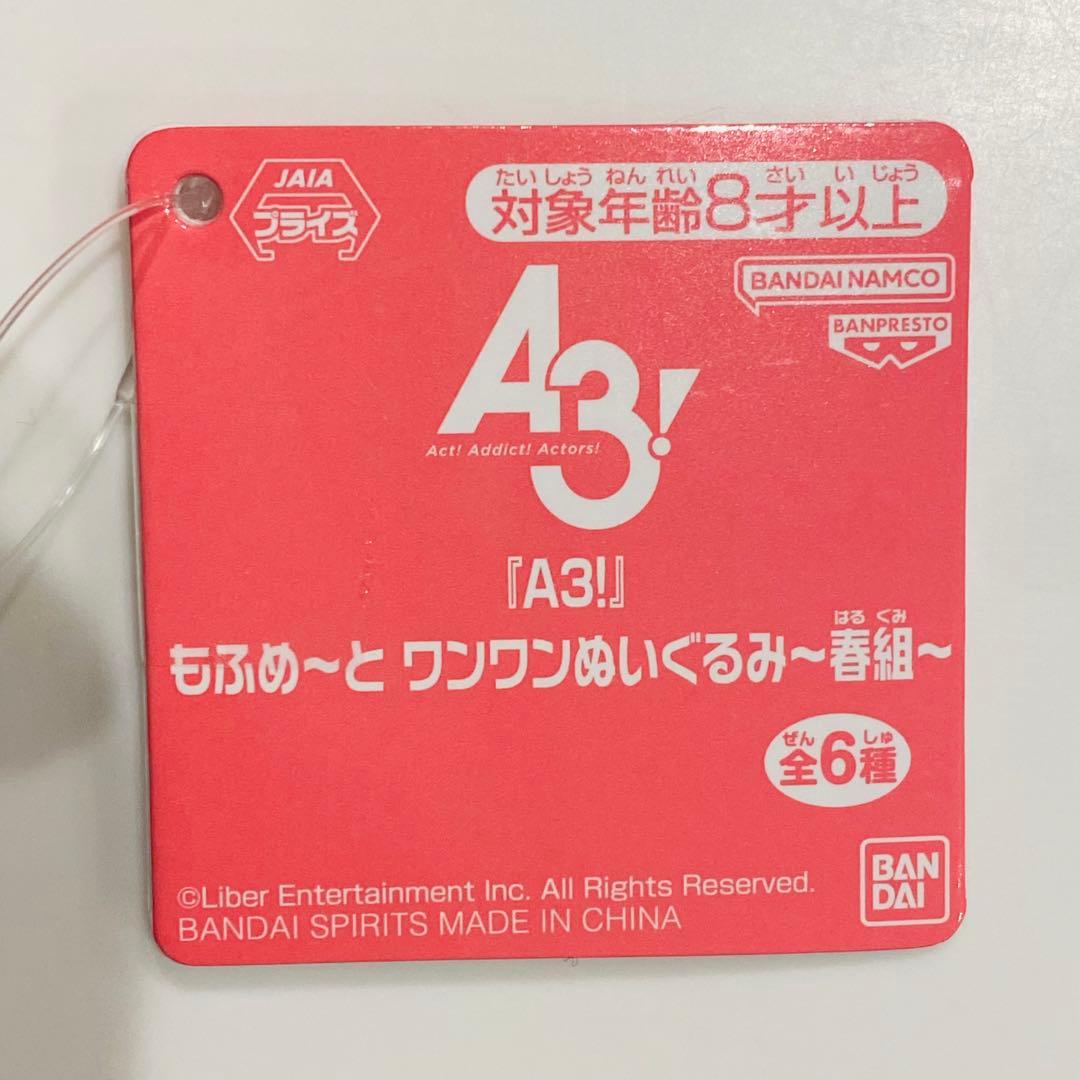 JAIA
プライズ
たいしょう ねん れい さい い じょう
対象年齢8才以上
BANDAI NAMCO
BANPRESTO
A3!
Act! Addict! Actors!
『A3!』
はる ぐみ
もふめ～と ワンワンぬいぐるみ～春組～
ぜん しゅ
全6種
BAN
DAI
©Liber Entertainment Inc. All Rights Reserved.
BANDAI SPIRITS MADE IN CHINA